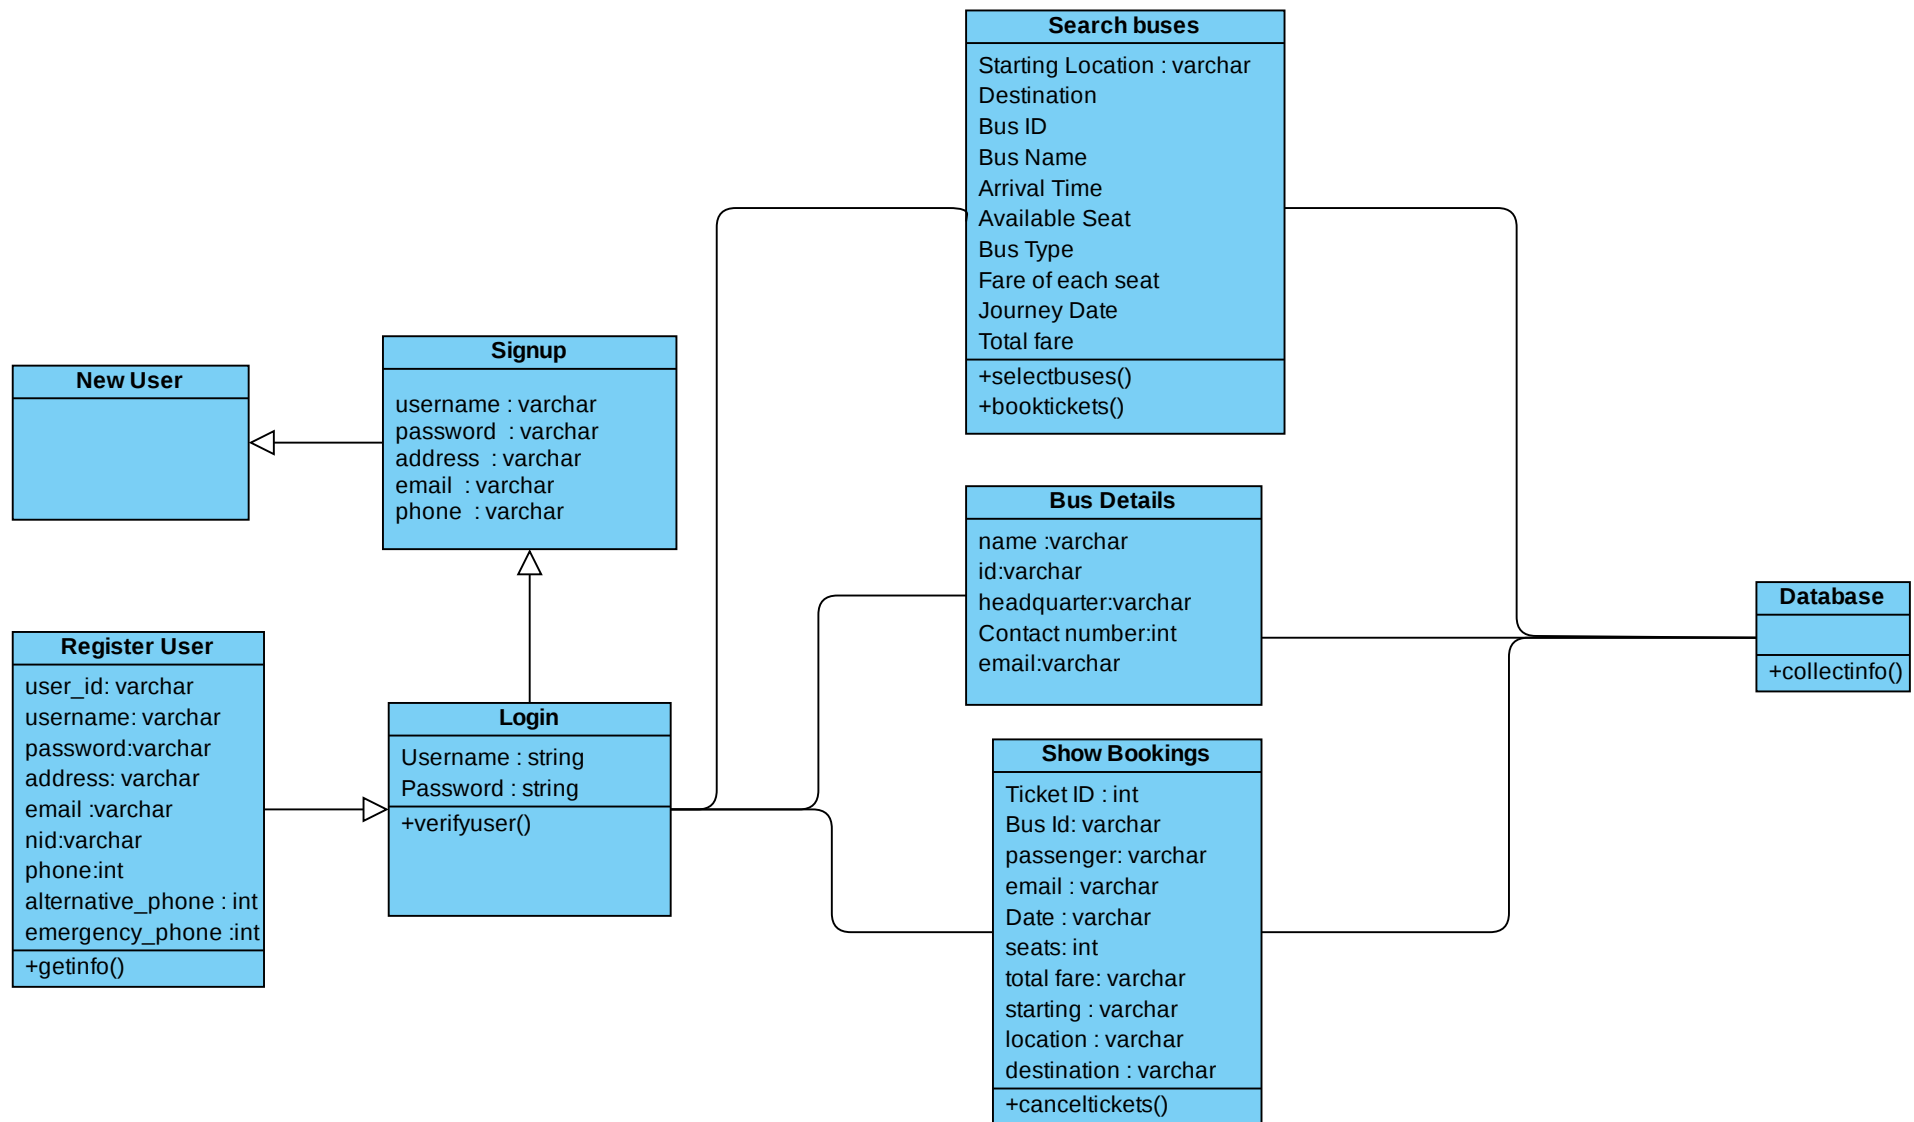 Search buses
Starting Location : varchar
Destination
Bus ID
Bus Name
Arrival Time
Available Seat
Bus Type
Fare of each seat
Journey Date
Total fare
+selectbuses()
+booktickets()
New User
Signup
username : varchar
password : varchar
address : varchar
email : varchar
phone : varchar
Bus Details
name :varchar
id:varchar
headquarter:varchar
Contact number:int
email:varchar
Database
+collectinfo()
Register User
user_id: varchar
username: varchar
password:varchar
address: varchar
email :varchar
nid:varchar
phone:int
alternative_phone : int
emergency_phone :int
+getinfo()
Login
Username : string
Password : string
+verifyuser()
Show Bookings
Ticket ID : int
Bus Id: varchar
passenger: varchar
email : varchar
Date : varchar
seats: int
total fare: varchar
starting : varchar
location : varchar
destination : varchar
+canceltickets()